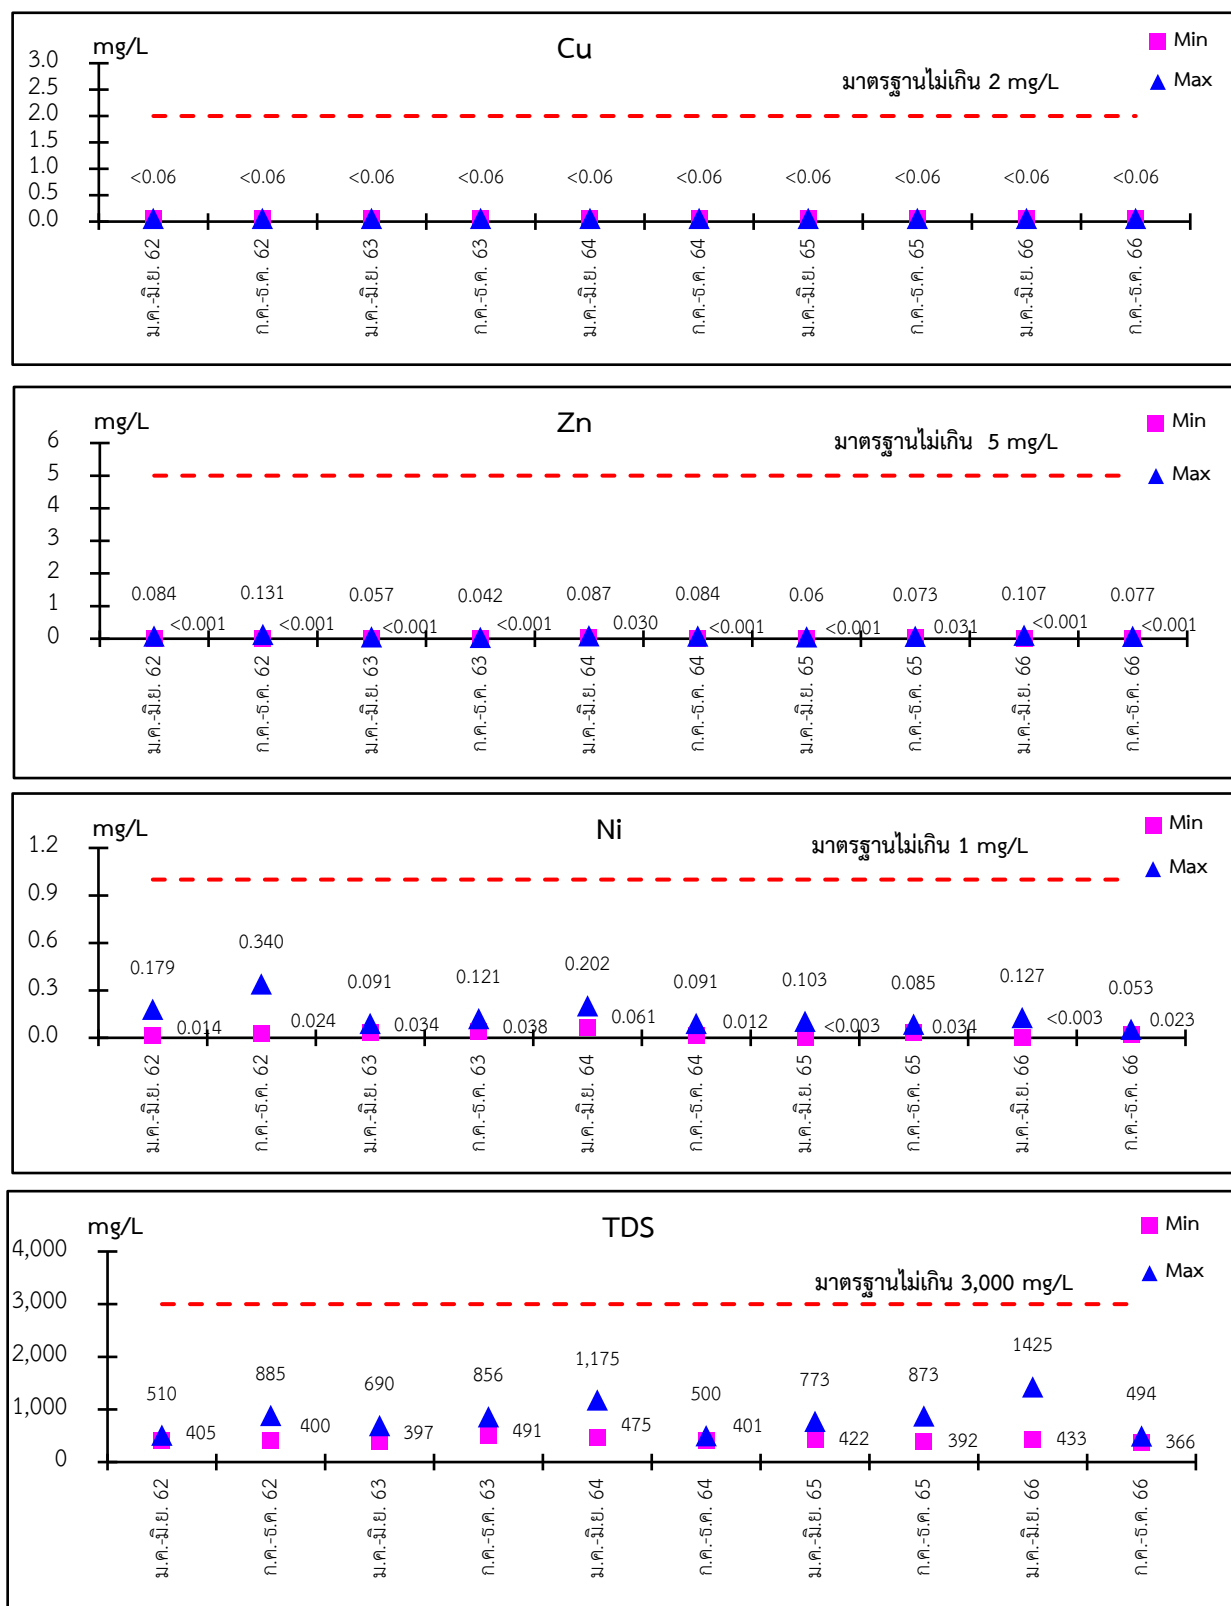 mg/L
Cu
Min
Max
มาตรฐานไม่เกิน 2 mg/L
3.0
2.5
2.0
1.5
1.0
0.5
0.0
<0.06 <0.06 <0.06 <0.06 <0.06 <0.06 <0.06 <0.06 <0.06 <0.06
ม.ค.-มิ.ย. 62
ก.ค.-ธ.ค. 62
ม.ค.-มิ.ย. 63
ก.ค.-ธ.ค. 63
ม.ค.-มิ.ย. 64
ก.ค.-ธ.ค. 64
ม.ค.-มิ.ย. 65
ก.ค.-ธ.ค. 65
ม.ค.-มิ.ย. 66
ก.ค.-ธ.ค. 66
mg/L
Zn
Min
Max
มาตรฐานไม่เกิน 5 mg/L
6
5
4
3
2
1
0
0.084 0.131 0.057 0.042 0.087 0.084 0.06 0.073 0.107 0.077
<0.001 <0.001 <0.001 <0.001 0.030 <0.001 <0.001 0.031 <0.001 <0.001
ม.ค.-มิ.ย. 62
ก.ค.-ธ.ค. 62
ม.ค.-มิ.ย. 63
ก.ค.-ธ.ค. 63
ม.ค.-มิ.ย. 64
ก.ค.-ธ.ค. 64
ม.ค.-มิ.ย. 65
ก.ค.-ธ.ค. 65
ม.ค.-มิ.ย. 66
ก.ค.-ธ.ค. 66
mg/L
Ni
Min
Max
มาตรฐานไม่เกิน 1 mg/L
1.2
0.9
0.6
0.3
0.0
0.179 0.340 0.091 0.121 0.202 0.091 0.103 0.085 0.127 0.053
0.014 0.024 0.034 0.038 0.061 0.012 <0.003 0.034 <0.003 0.023
ม.ค.-มิ.ย. 62
ก.ค.-ธ.ค. 62
ม.ค.-มิ.ย. 63
ก.ค.-ธ.ค. 63
ม.ค.-มิ.ย. 64
ก.ค.-ธ.ค. 64
ม.ค.-มิ.ย. 65
ก.ค.-ธ.ค. 65
ม.ค.-มิ.ย. 66
ก.ค.-ธ.ค. 66
mg/L
TDS
Min
Max
มาตรฐานไม่เกิน 3,000 mg/L
4,000
3,000
2,000
1,000
0
510 885 690 856 1,175 500 773 873 1425 494
405 400 397 491 475 401 422 392 433 366
ม.ค.-มิ.ย. 62
ก.ค.-ธ.ค. 62
ม.ค.-มิ.ย. 63
ก.ค.-ธ.ค. 63
ม.ค.-มิ.ย. 64
ก.ค.-ธ.ค. 64
ม.ค.-มิ.ย. 65
ก.ค.-ธ.ค. 65
ม.ค.-มิ.ย. 66
ก.ค.-ธ.ค. 66